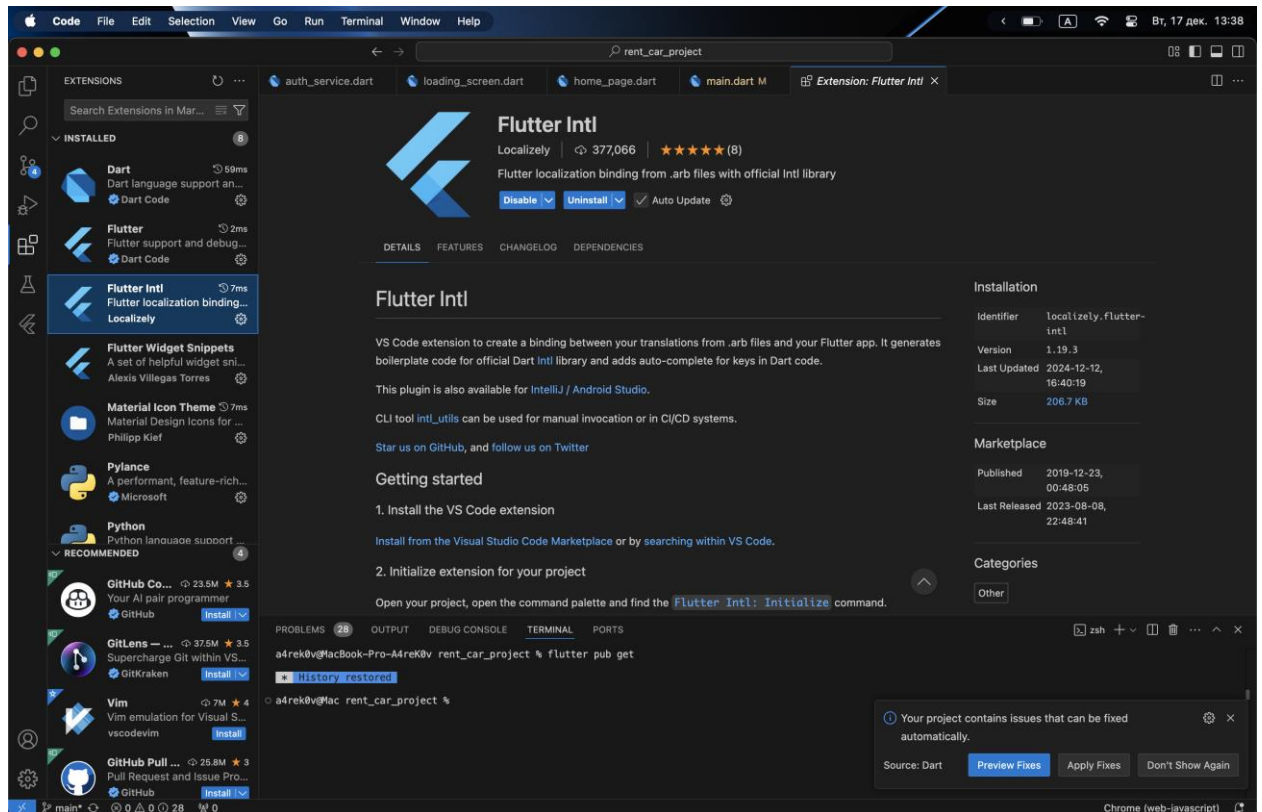 Code File Edit Selection View Go Run Terminal Window Help
A Вт, 17 дек. 13:38
rent_car_project
EXTENSIONS
Search Extensions in Mar...
INSTALLED 8
Dart 59ms
Dart language support an...
Dart Code
Flutter 2ms
Flutter support and debug...
Dart Code
Flutter Intl 7ms
Flutter localization binding...
Localizely
Flutter Widget Snippets
A set of helpful widget sni...
Alexis Villegas Torres
Material Icon Theme 7ms
Material Design Icons for ...
Philipp Kief
Pylance
A performant, feature-rich...
Microsoft
Python
Python language support ...
RECOMMENDED 4
GitHub Co... 23.5M ★ 3.5
Your AI pair programmer
GitHub Install
GitLens — ... 37.5M ★ 3.5
Supercharge Git within VS...
GitKraken Install
Vim 7M ★ 4
Vim emulation for Visual S...
vscodevim Install
GitHub Pull ... 25.8M ★ 3
Pull Request and Issue Pro...
GitHub Install
4
auth_service.dart loading_screen.dart home_page.dart main.dart M Extension: Flutter Intl
Flutter Intl
Localizely 377,066 ★★★★★(8)
Flutter localization binding from .arb files with official Intl library
Disable Uninstall Auto Update
DETAILS FEATURES CHANGELOG DEPENDENCIES
Flutter Intl
VS Code extension to create a binding between your translations from .arb files and your Flutter app. It generates
boilerplate code for official Dart Intl library and adds auto-complete for keys in Dart code.
This plugin is also available for IntelliJ / Android Studio.
CLI tool intl_utils can be used for manual invocation or in CI/CD systems.
Star us on GitHub, and follow us on Twitter
Getting started
1. Install the VS Code extension
Install from the Visual Studio Code Marketplace or by searching within VS Code.
2. Initialize extension for your project
Open your project, open the command palette and find the Flutter Intl: Initialize command.
Installation
Identifier localizely.flutter-
intl
Version 1.19.3
Last Updated 2024-12-12,
16:40:19
Size 206.7 KB
Marketplace
Published 2019-12-23,
00:48:05
Last Released 2023-08-08,
22:48:41
Categories
Other
PROBLEMS 28 OUTPUT DEBUG CONSOLE TERMINAL PORTS zsh
a4rek0v@MacBook-Pro-A4reK0v rent_car_project % flutter pub get
* History restored
a4rek0v@Mac rent_car_project %
Your project contains issues that can be fixed
automatically.
Source: Dart Preview Fixes Apply Fixes Don't Show Again
main* 0 0 28 0 Chrome (web-javascript)